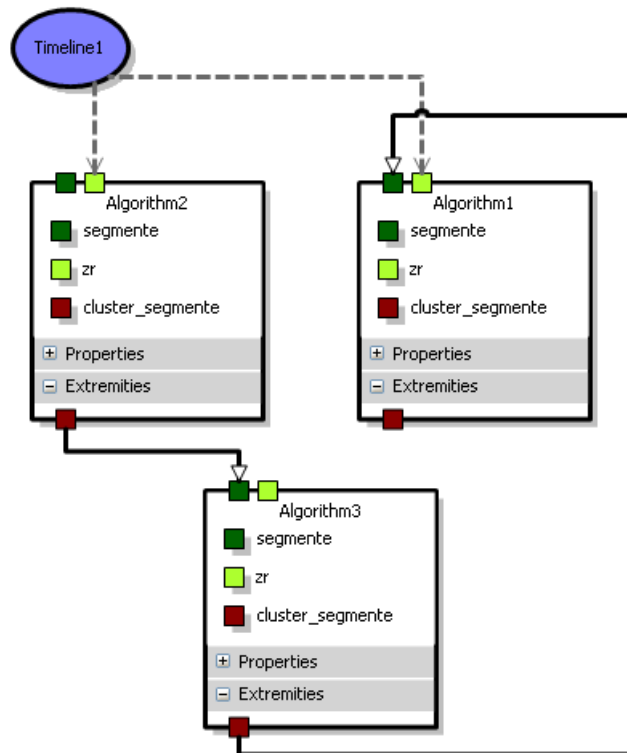 Timeline1
Algorithm2
segmente
zr
cluster_segmente
Properties
Extremities
Algorithm1
segmente
zr
cluster_segmente
Properties
Extremities
Algorithm3
segmente
zr
cluster_segmente
Properties
Extremities